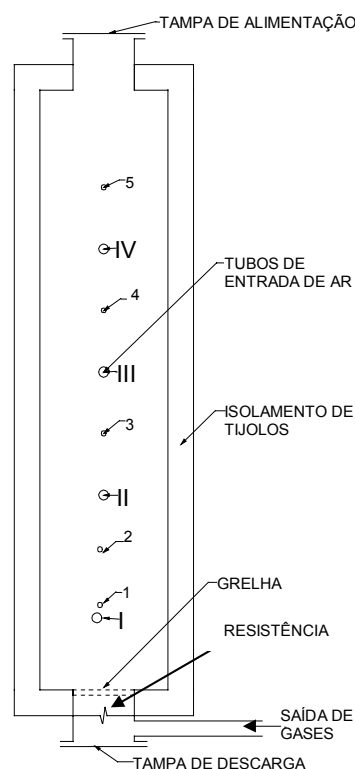 TAMPA DE ALIMENTAÇÃO
5
IV
4
TUBOS DE
ENTRADA DE AR
III
3
ISOLAMENTO DE
TIJOLOS
II
2
GRELHA
1
I
RESISTÊNCIA
SAÍDA DE
GASES
TAMPA DE DESCARGA